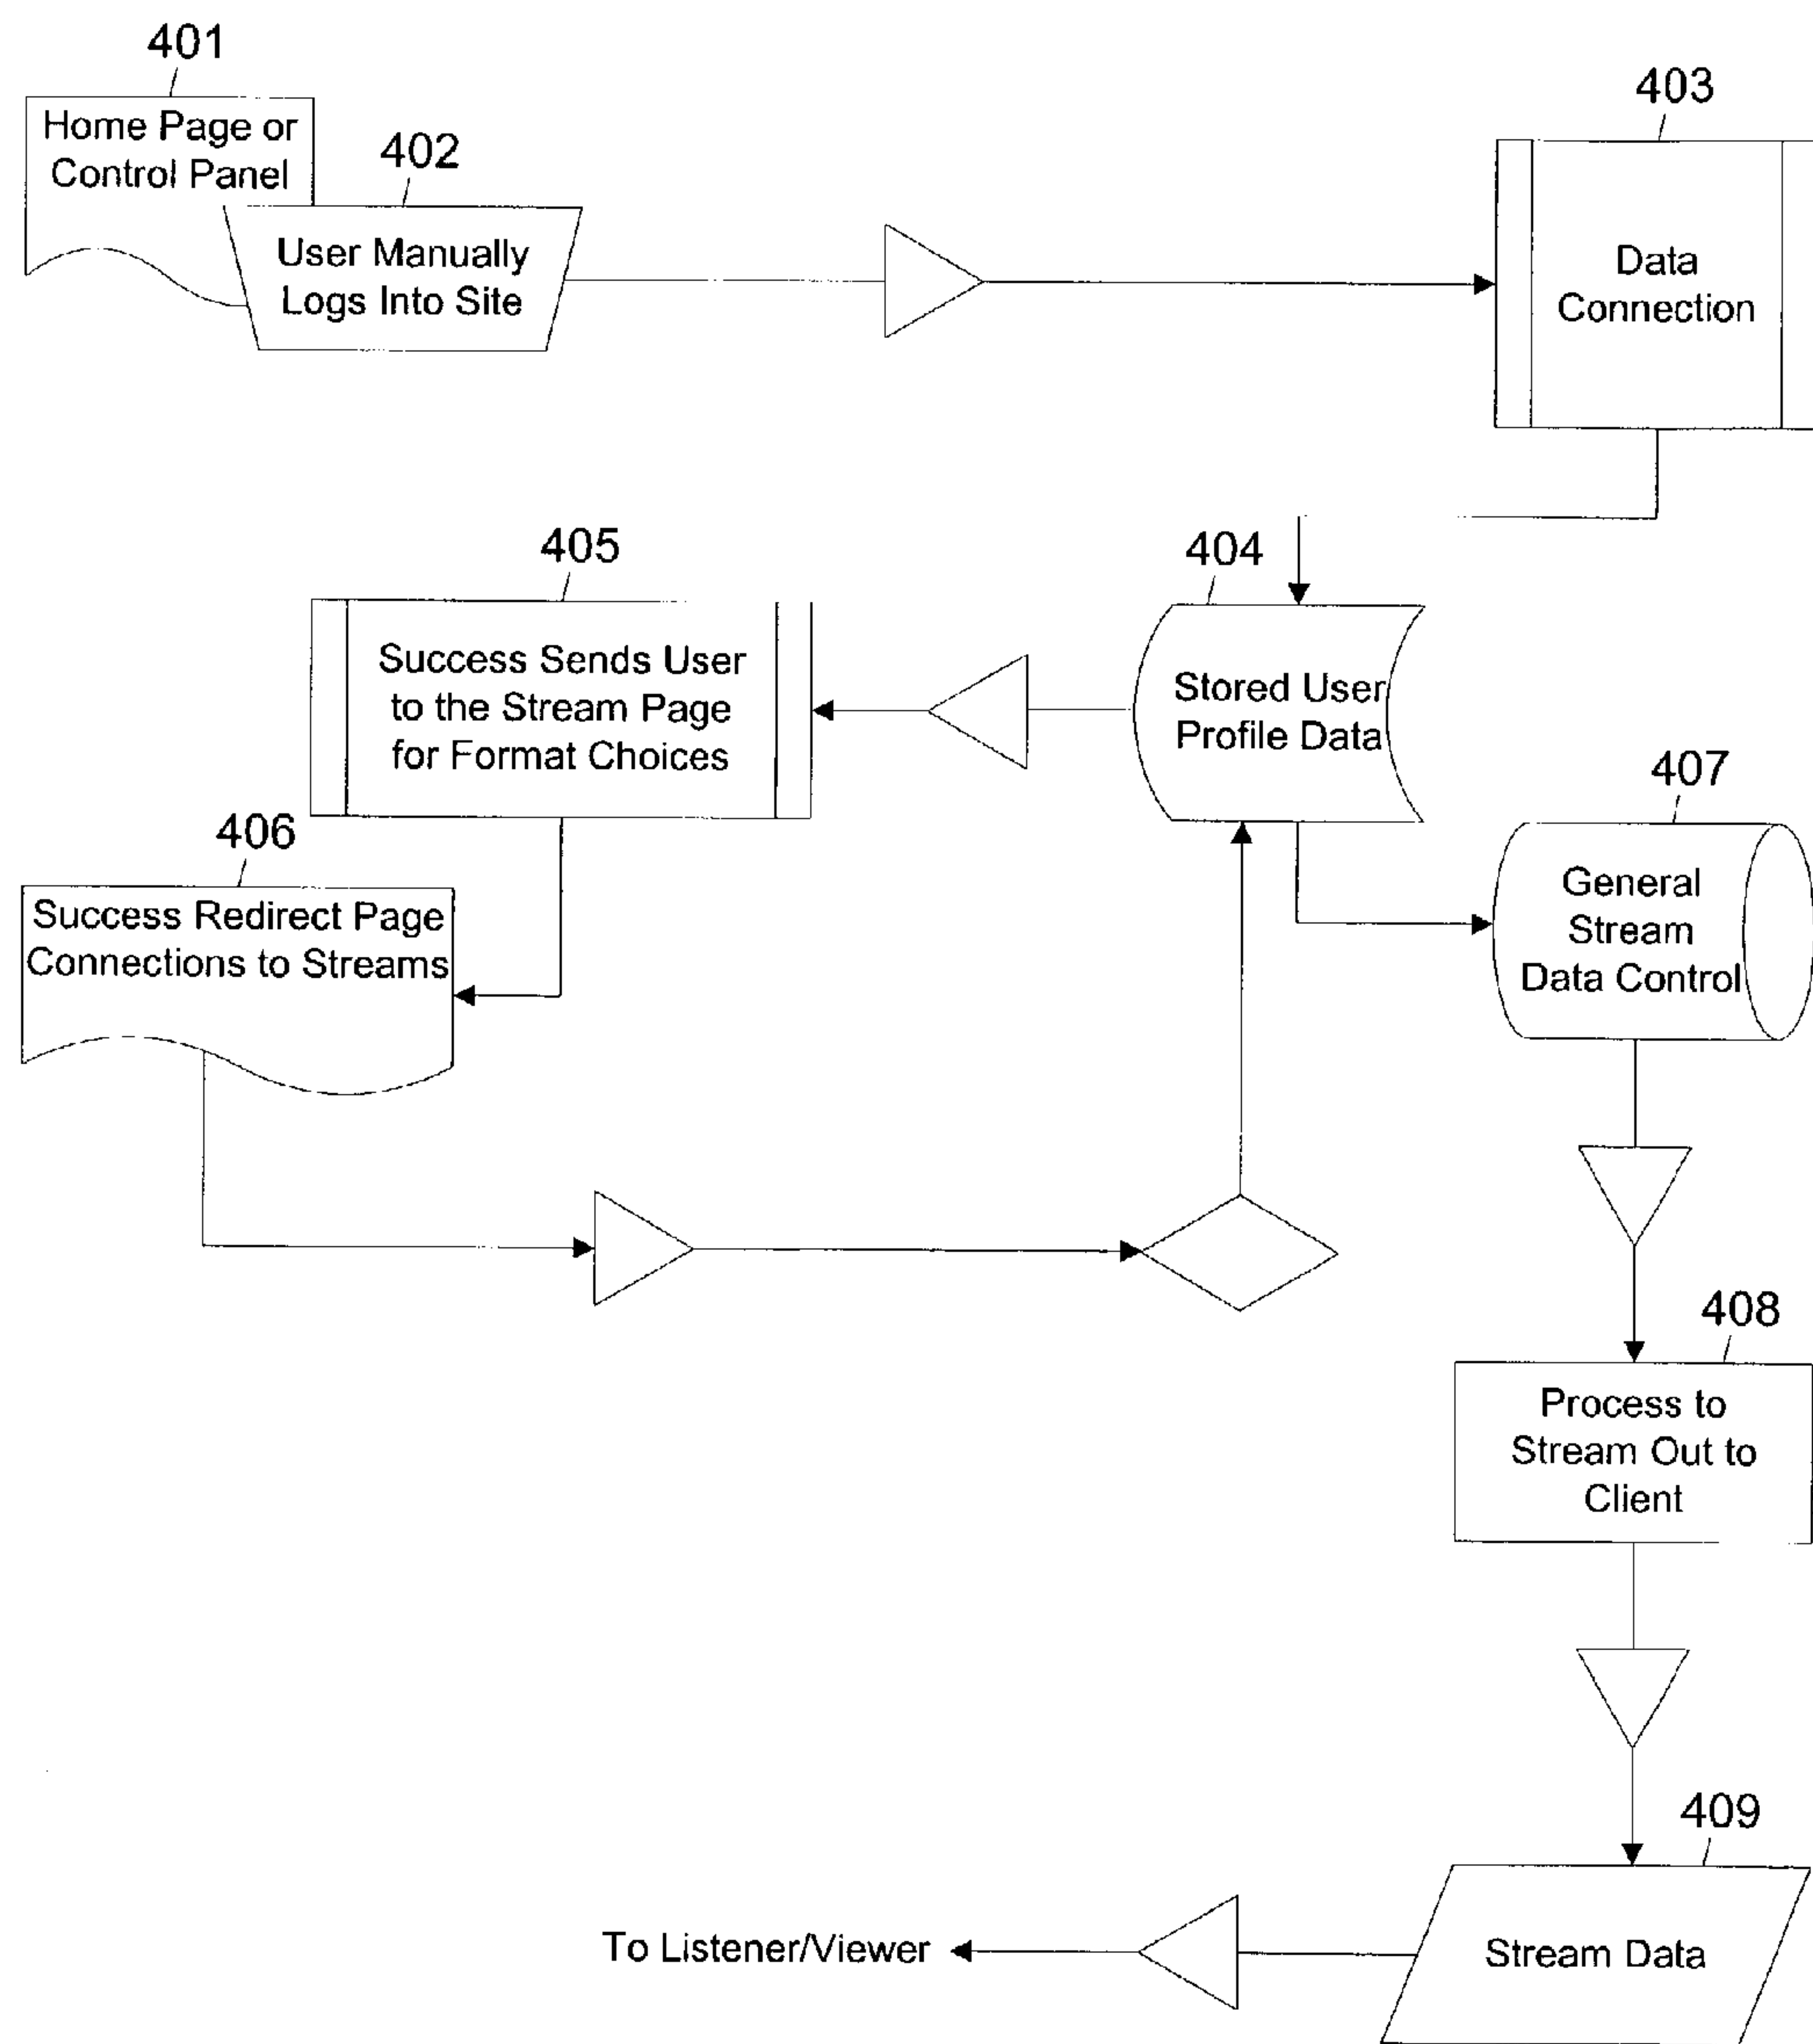 401
Home Page or
Control Panel
402
User Manually
Logs Into Site
403
Data
Connection
404
Stored User
Profile Data
405
Success Sends User
to the Stream Page
for Format Choices
406
Success Redirect Page
Connections to Streams
407
General
Stream
Data Control
408
Process to
Stream Out to
Client
409
Stream Data
To Listener/Viewer